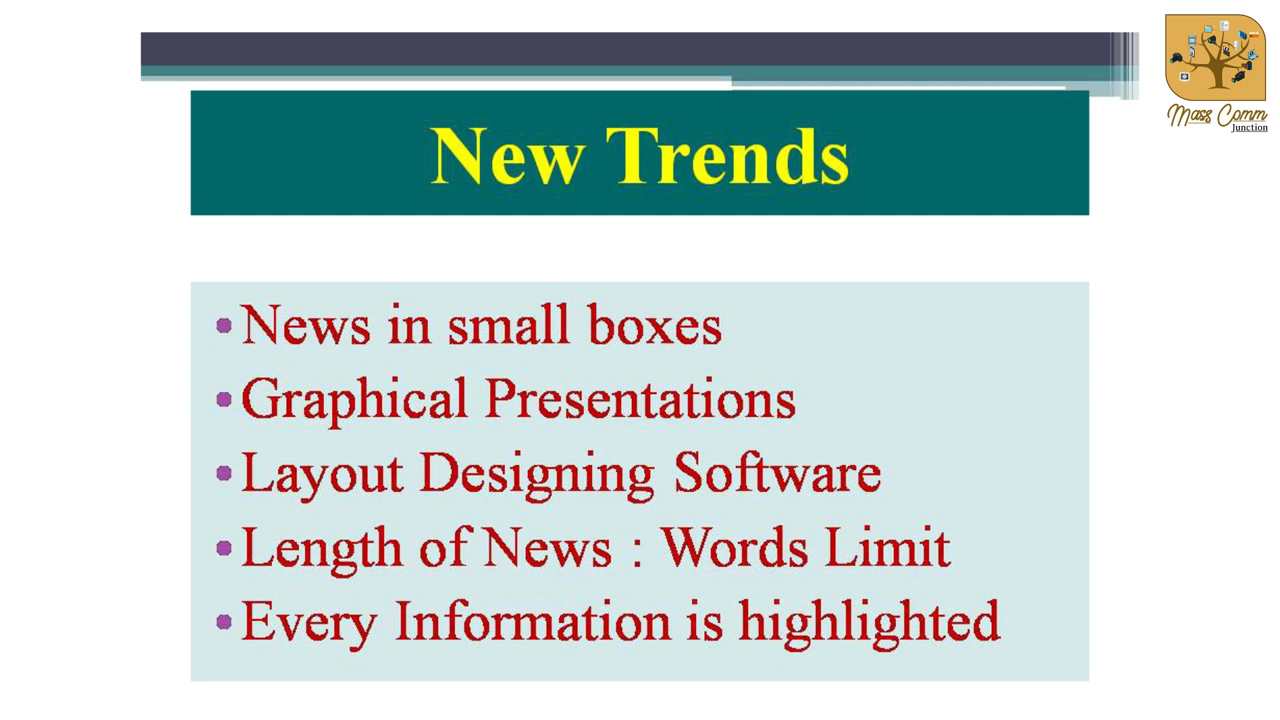 Mass Comm
Junction
New Trends
•News in small boxes
•Graphical Presentations
•Layout Designing Software
•Length of News : Words Limit
•Every Information is highlighted